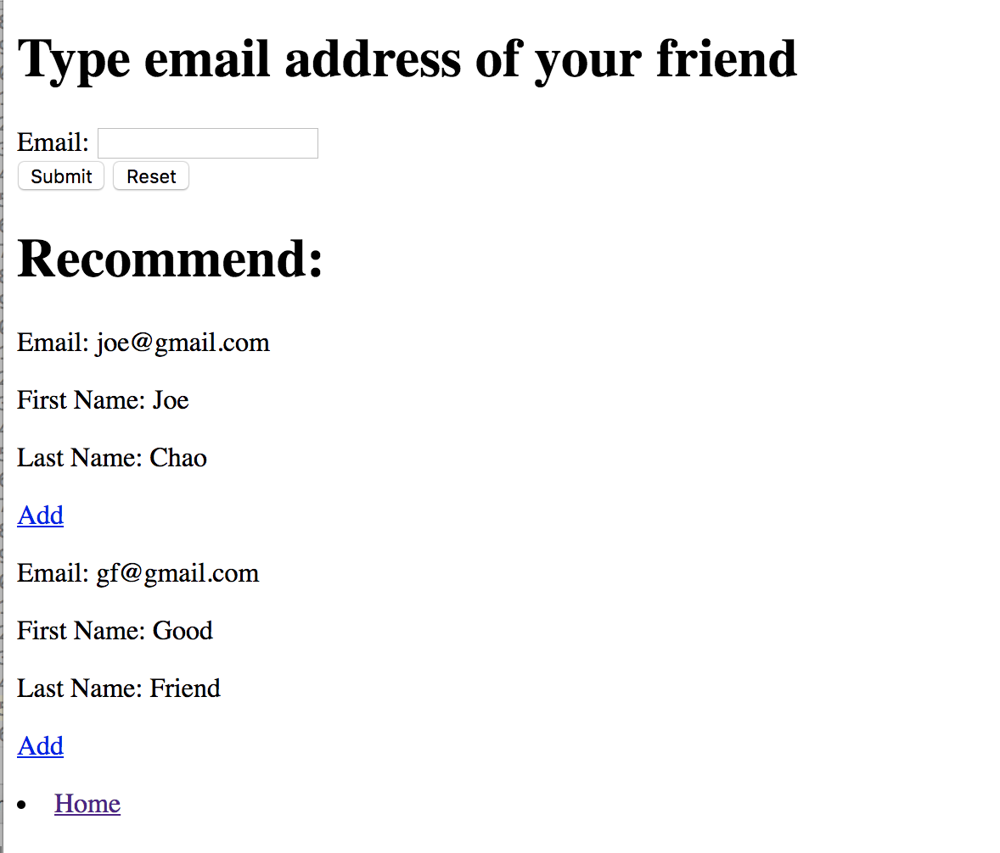 Type email address of your friend
Email:
Submit Reset
Recommend:
Email: joe@gmail.com
First Name: Joe
Last Name: Chao
Add
Email: gf@gmail.com
First Name: Good
Last Name: Friend
Add
• Home